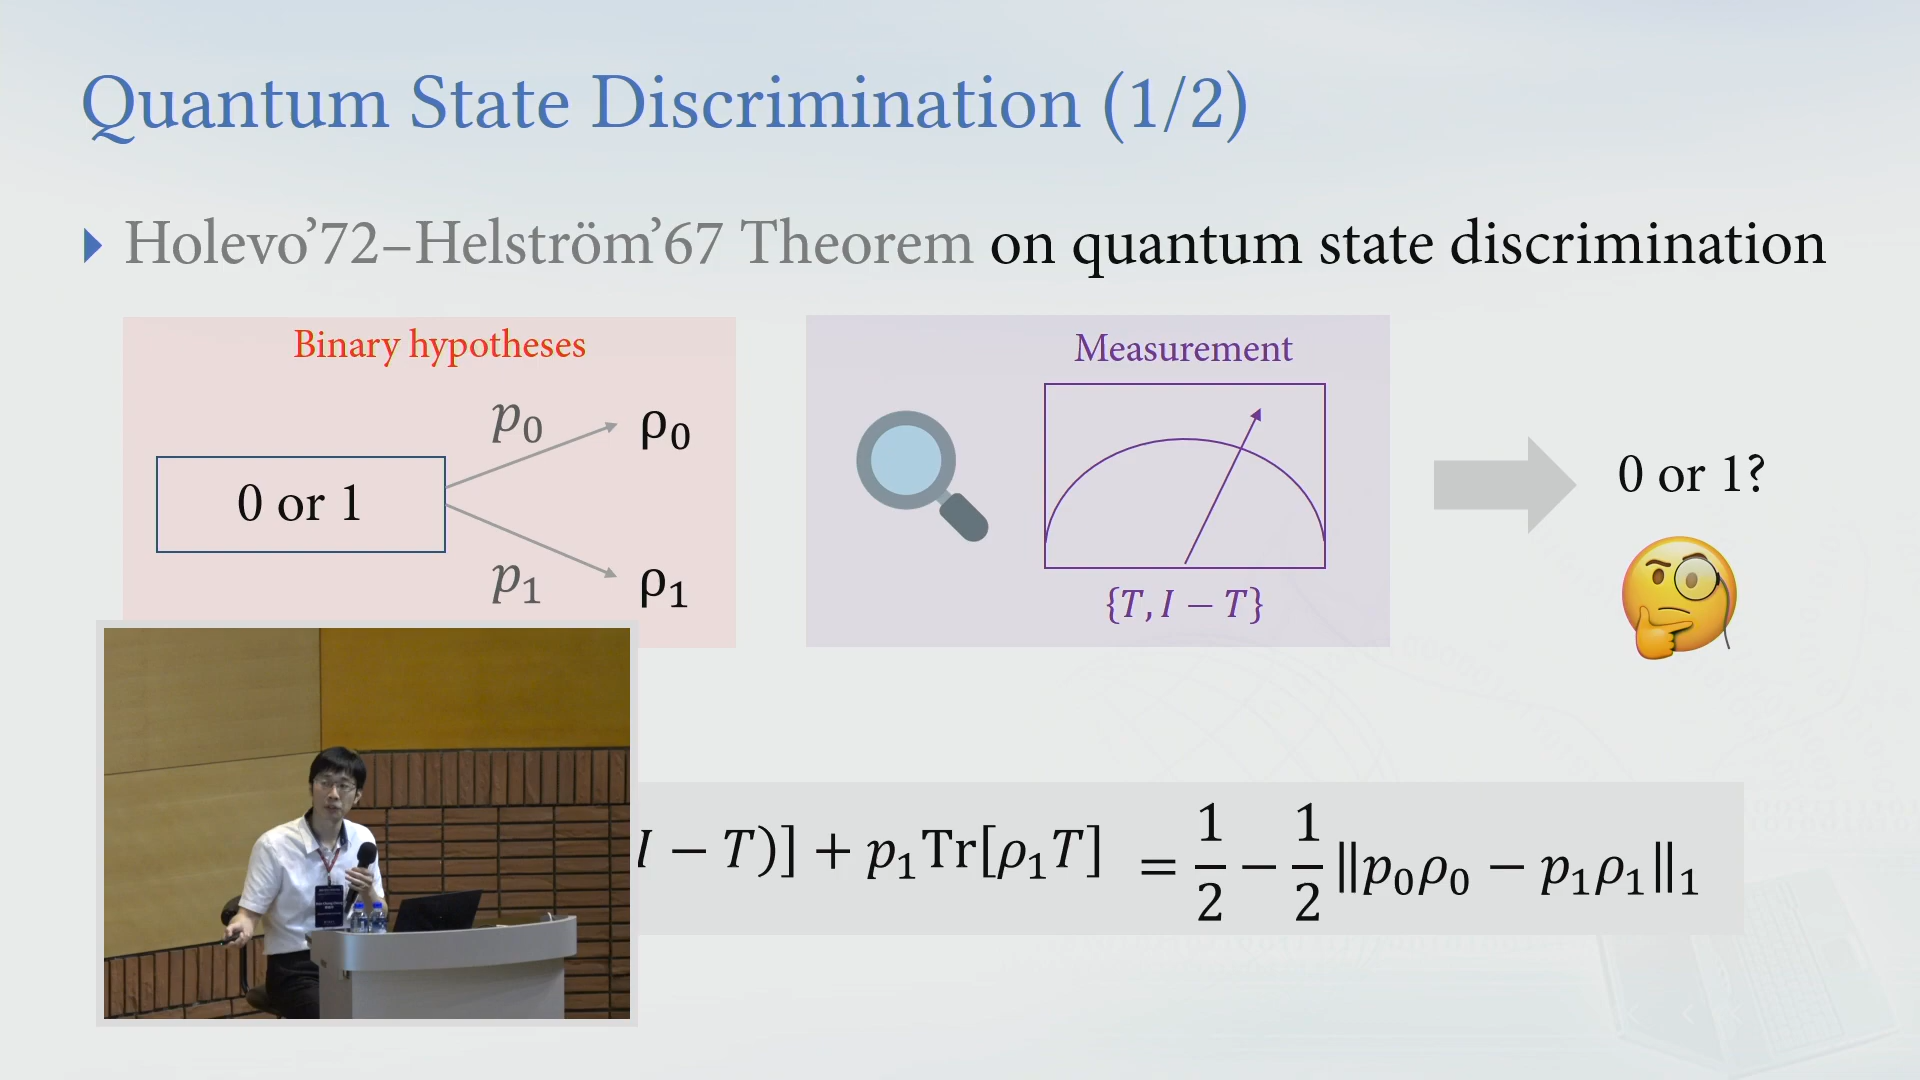 Quantum State Discrimination (1/2)
Holevo’72–Helström’67 Theorem on quantum state discrimination
Binary hypotheses
0 or 1
p₀
ρ₀
p₁
ρ₁
Measurement
{T, I − T}
0 or 1?
I − T)] + p₁Tr[ρ₁T] = 1/2 − 1/2 ‖p₀ρ₀ − p₁ρ₁‖₁